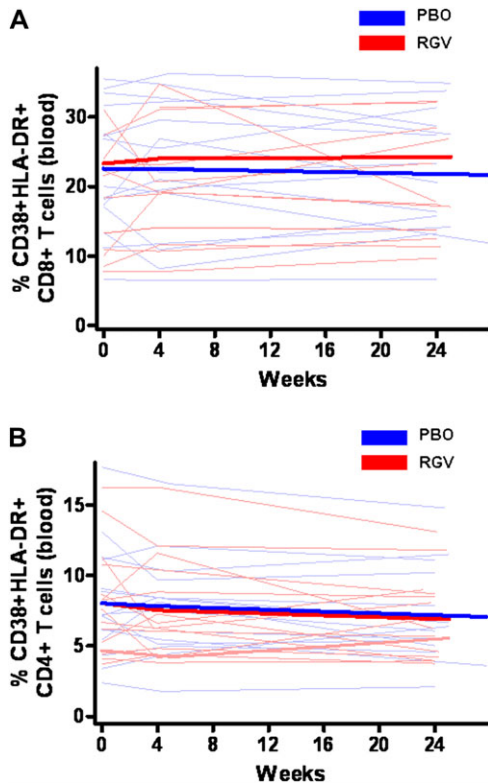 A
PBO
RGV
% CD38+HLA-DR+
CD8+ T cells (blood)
30
20
10
0
0 4 8 12 16 20 24
Weeks
B
PBO
RGV
% CD38+HLA-DR+
CD4+ T cells (blood)
15
10
5
0
0 4 8 12 16 20 24
Weeks